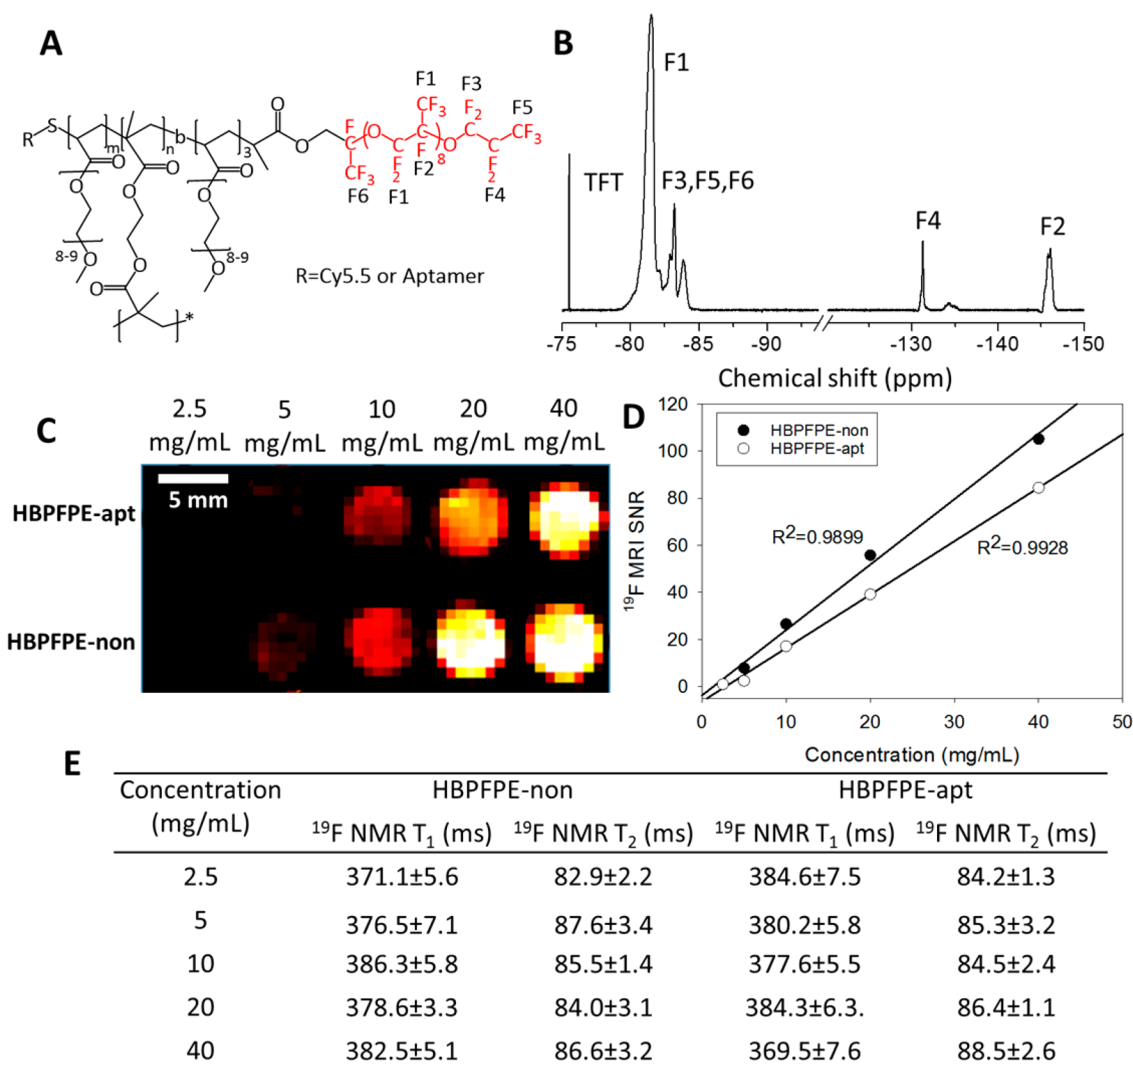 A
R
S
m
n
b
3
O
O
O
O
O
O
O
O
O
O
O
O
8-9
8-9
*
F
F1
CF3
F3
F2
F5
CF3
O
C
C
O
C
C
F
F2
8
F
2
F
2
CF3
F6
F1
F4
R=Cy5.5 or Aptamer
B
F1
TFT
F3,F5,F6
F4
F2
-75 -80 -85 -90 -130 -140 -150
Chemical shift (ppm)
C
2.5 5 10 20 40
mg/mL mg/mL mg/mL mg/mL mg/mL
5 mm
HBPFPE-apt
HBPFPE-non
D
120
100
80
60
40
20
0
19F MRI SNR
HBPFPE-non
HBPFPE-apt
R2=0.9899
R2=0.9928
0 10 20 30 40 50
Concentration (mg/mL)
E
Concentration HBPFPE-non HBPFPE-apt
(mg/mL) 19F NMR T1 (ms) 19F NMR T2 (ms) 19F NMR T1 (ms) 19F NMR T2 (ms)
2.5 371.1±5.6 82.9±2.2 384.6±7.5 84.2±1.3
5 376.5±7.1 87.6±3.4 380.2±5.8 85.3±3.2
10 386.3±5.8 85.5±1.4 377.6±5.5 84.5±2.4
20 378.6±3.3 84.0±3.1 384.3±6.3. 86.4±1.1
40 382.5±5.1 86.6±3.2 369.5±7.6 88.5±2.6